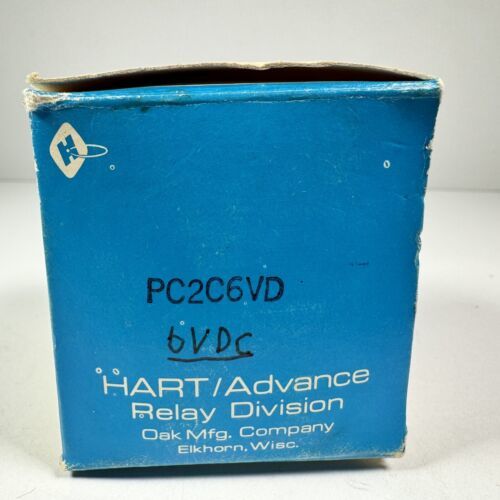 H
PC2C6VD
6VDC
HART/Advance
Relay Division
Oak Mfg. Company
Elkhorn, Wisc.